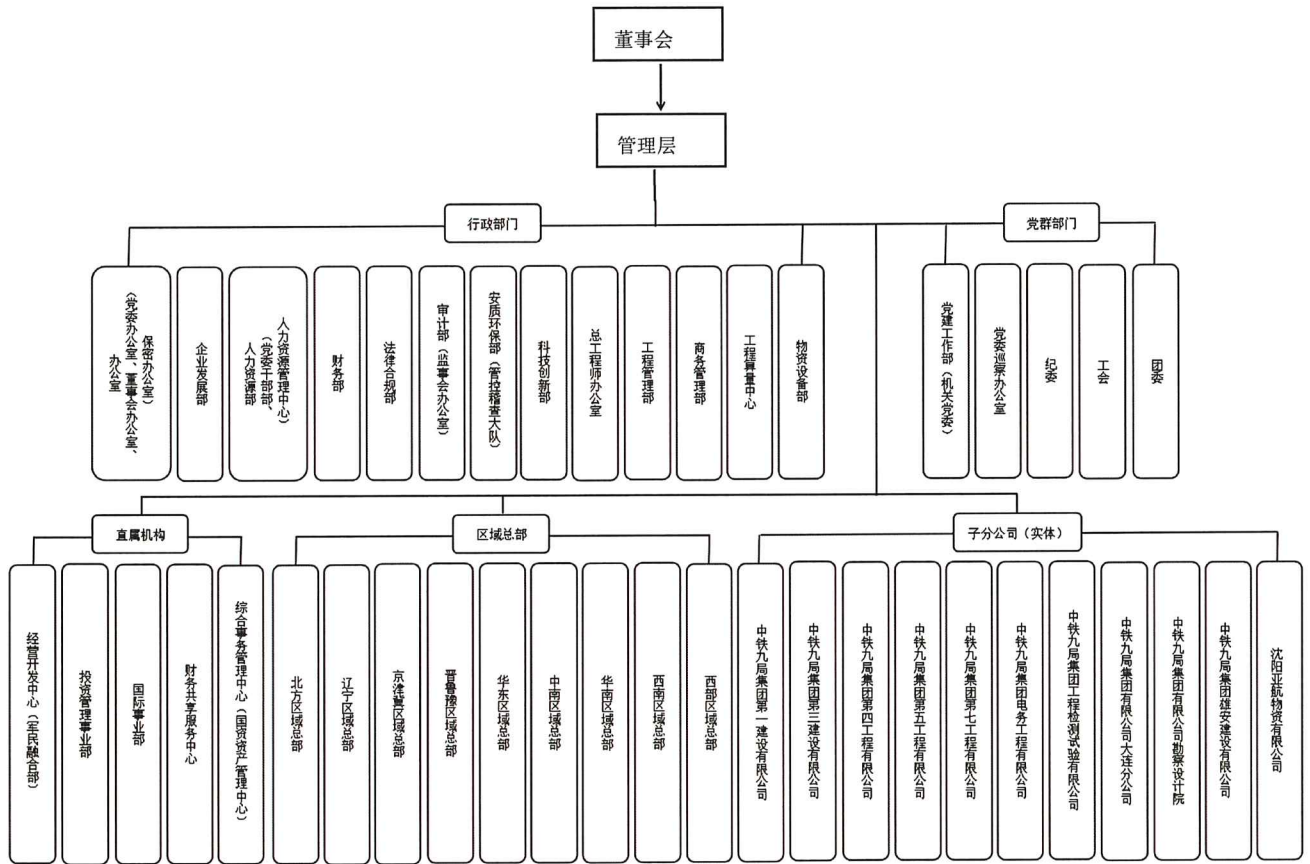 董事会
管理层
行政部门
党群部门
办公室
（党委办公室、董事会办公室、
保密办公室）
企业发展部
人力资源部
（党委干部部、
人力资源管理中心）
财务部
法律合规部
审计部（监事会办公室）
安质环保部（管控稽查大队）
科技创新部
总工程师办公室
工程管理部
商务管理部
工程算量中心
物资设备部
党建工作部（机关党委）
党委巡察办公室
纪委
工会
团委
直属机构
区域总部
子分公司（实体）
经营开发中心（军民融合部）
投资管理事业部
国际事业部
财务共享服务中心
综合事务管理中心（国资资产管理中心）
北方区域总部
辽宁区域总部
京津冀区域总部
晋鲁豫区域总部
华东区域总部
中南区域总部
华南区域总部
西南区域总部
西部区域总部
中铁九局集团第一建设有限公司
中铁九局集团第三建设有限公司
中铁九局集团第四工程有限公司
中铁九局集团第五工程有限公司
中铁九局集团第七工程有限公司
中铁九局集团电务工程有限公司
中铁九局集团工程检测试验有限公司
中铁九局集团有限公司大连分公司
中铁九局集团有限公司勘察设计院
中铁九局集团雄安建设有限公司
沈阳亚航物资有限公司